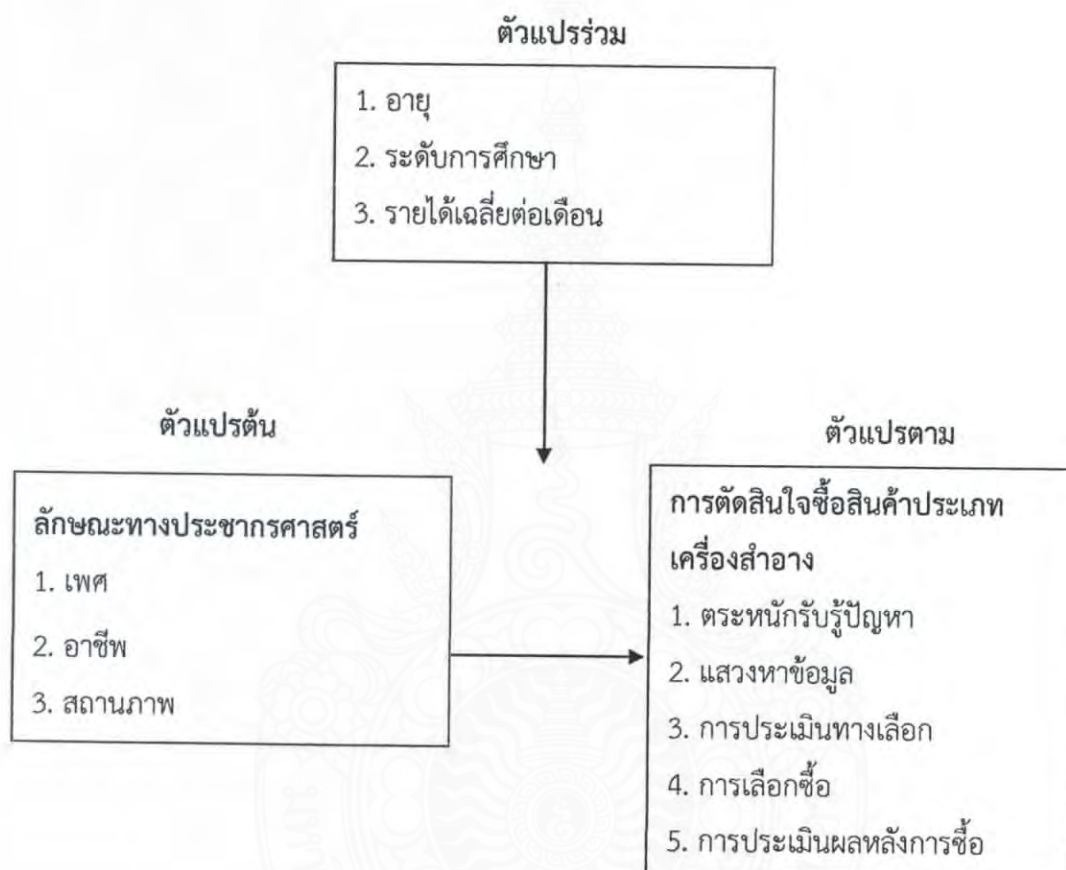 ตัวแปรร่วม
1. อายุ
2. ระดับการศึกษา
3. รายได้เฉลี่ยต่อเดือน
ตัวแปรต้น
ลักษณะทางประชากรศาสตร์
1. เพศ
2. อาชีพ
3. สถานภาพ
ตัวแปรตาม
การตัดสินใจซื้อสินค้าประเภท
เครื่องสำอาง
1. ตระหนักรับรู้ปัญหา
2. แสวงหาข้อมูล
3. การประเมินทางเลือก
4. การเลือกซื้อ
5. การประเมินผลหลังการซื้อ